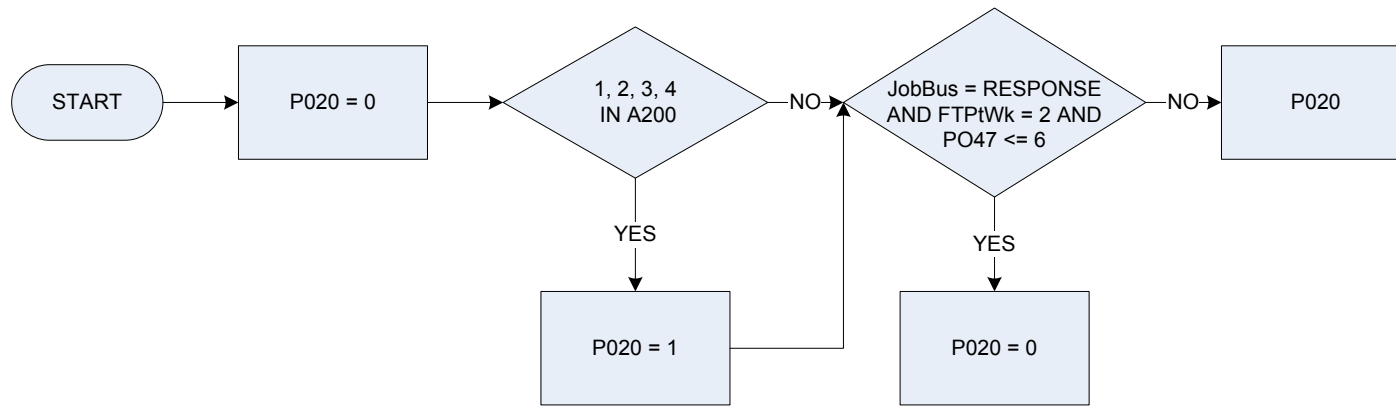 START
P020 = 0
1, 2, 3, 4
IN A200
NO
JobBus = RESPONSE
AND FTPtWk = 2 AND
PO47 <= 6
NO
P020
YES
YES
P020 = 1
P020 = 0